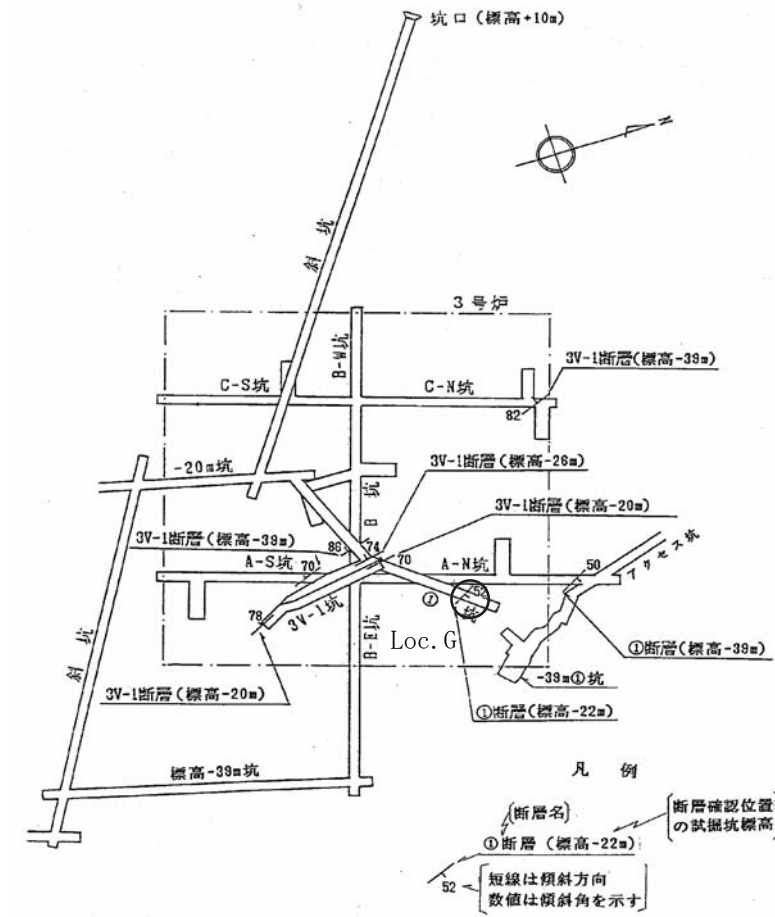 坑口（標高+10m）
N
斜坑
3号炉
B-W坑
3V-1断層(標高-39m)
C-S坑
C-N坑
82
3V-1断層(標高-26m)
-20m坑
3V-1断層(標高-20m)
B坑
3V-1断層(標高-39m)
86
74
A-S坑
70
70
A-N坑
アクセス坑
50
52
①
坑
78
3V-1坑
B-E坑
Loc.G
①断層(標高-39m)
斜坑
3V-1断層(標高-20m)
-39m①坑
①断層(標高-22m)
標高-39m坑
凡例
(断層名)
断層確認位置
の試掘坑標高
①断層（標高-22m）
52
短線は傾斜方向
数値は傾斜角を示す